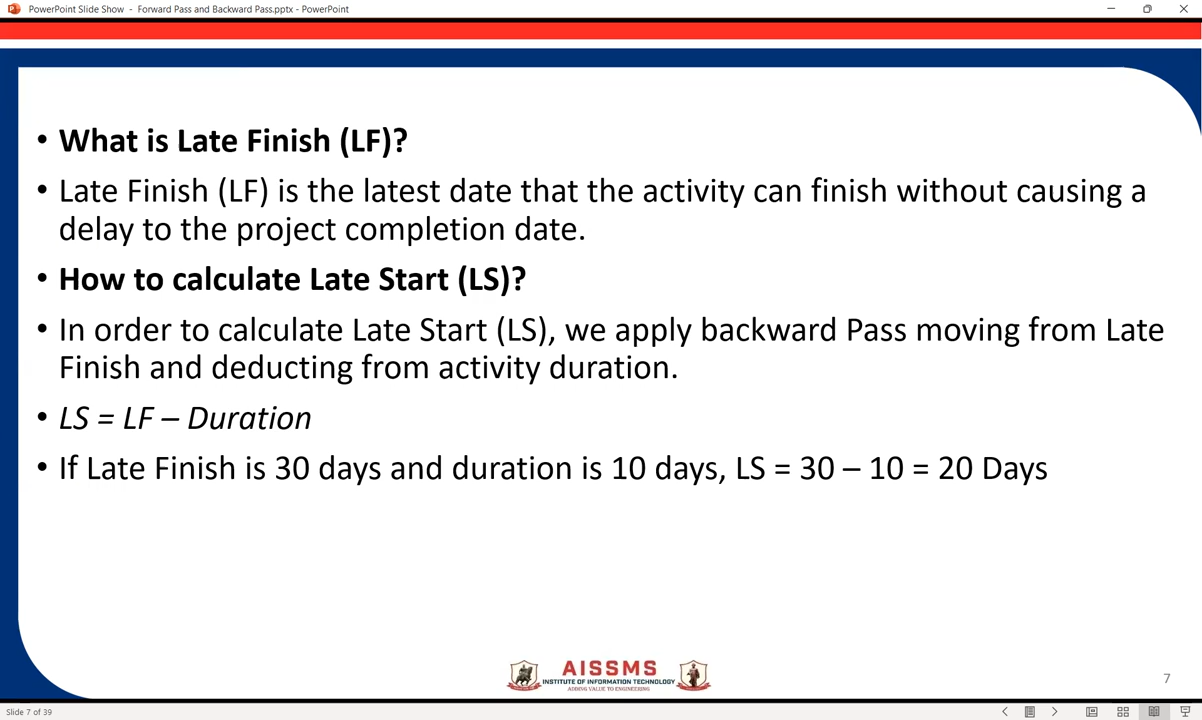 PowerPoint Slide Show - Forward Pass and Backward Pass.pptx - PowerPoint
• What is Late Finish (LF)?
• Late Finish (LF) is the latest date that the activity can finish without causing a
delay to the project completion date.
• How to calculate Late Start (LS)?
• In order to calculate Late Start (LS), we apply backward Pass moving from Late
Finish and deducting from activity duration.
• LS = LF – Duration
• If Late Finish is 30 days and duration is 10 days, LS = 30 – 10 = 20 Days
AISSMS
INSTITUTE OF INFORMATION TECHNOLOGY
ADDING VALUE TO ENGINEERING
7
Slide 7 of 39